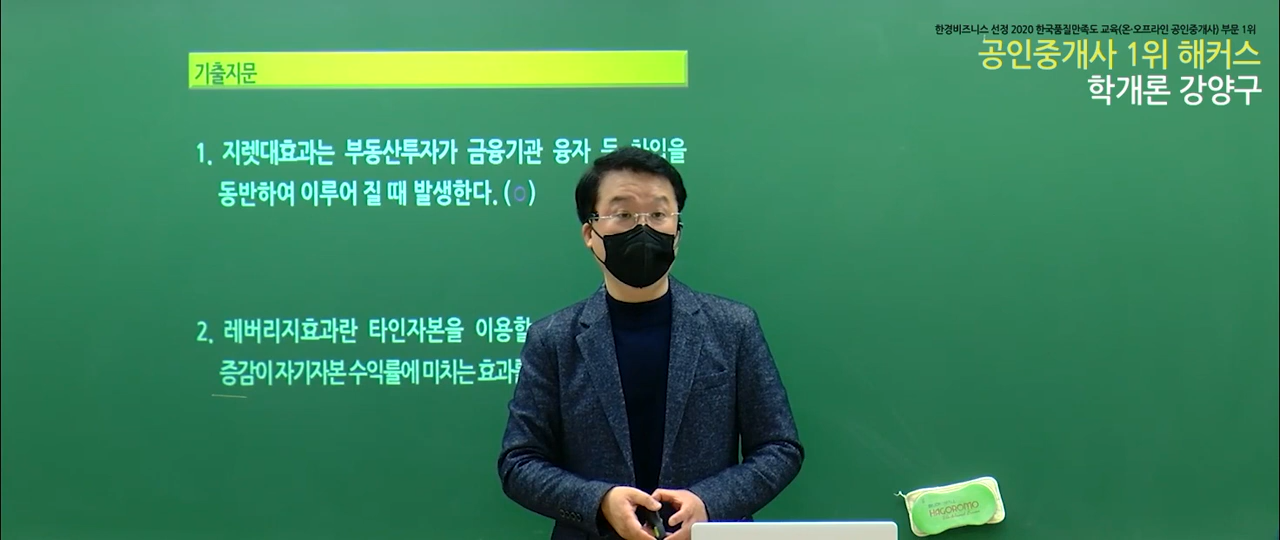 한경비즈니스 선정 2020 한국품질만족도 교육(온·오프라인 공인중개사) 부문 1위
공인중개사 1위 해커스
학개론 강양구
기출지문
1. 지렛대효과는 부동산투자가 금융기관 융자 등 차입을
동반하여 이루어 질 때 발생한다. (O)
2. 레버리지효과란 타인자본을 이용할
증감이 자기자본 수익률에 미치는 효과를
HAGOROMO